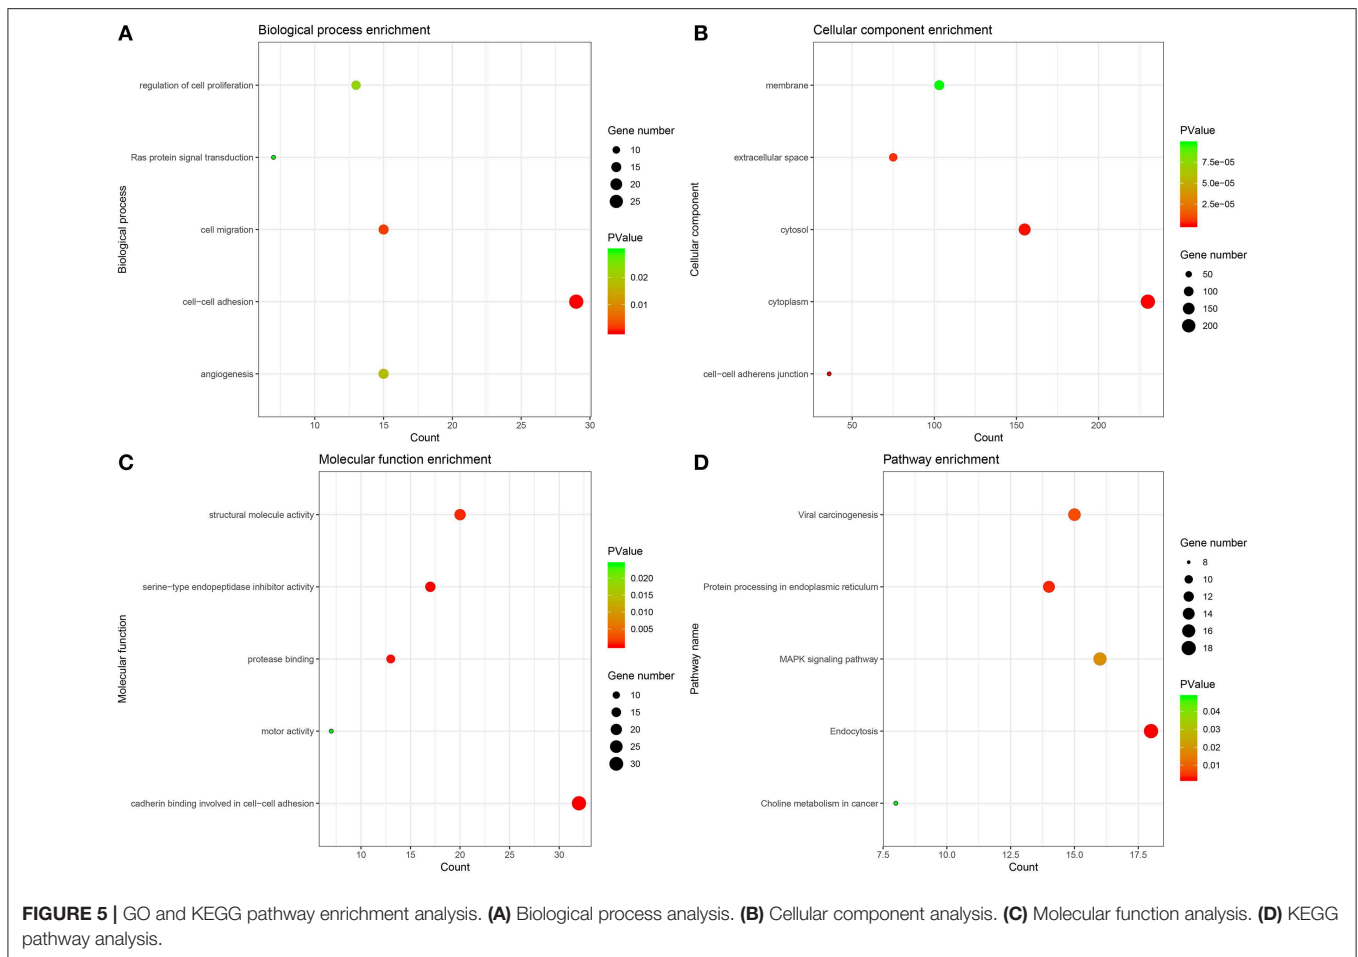 A
Biological process enrichment
Biological process
regulation of cell proliferation
Ras protein signal transduction
cell migration
cell−cell adhesion
angiogenesis
10 15 20 25 30
Count
Gene number
10
15
20
25
PValue
0.02
0.01
B
Cellular component enrichment
Cellular component
membrane
extracellular space
cytosol
cytoplasm
cell−cell adherens junction
50 100 150 200
Count
PValue
7.5e−05
5.0e−05
2.5e−05
Gene number
50
100
150
200
C
Molecular function enrichment
Molecular function
structural molecule activity
serine−type endopeptidase inhibitor activity
protease binding
motor activity
cadherin binding involved in cell−cell adhesion
10 15 20 25 30
Count
PValue
0.020
0.015
0.010
0.005
Gene number
10
15
20
25
30
D
Pathway enrichment
Pathway name
Viral carcinogenesis
Protein processing in endoplasmic reticulum
MAPK signaling pathway
Endocytosis
Choline metabolism in cancer
7.5 10.0 12.5 15.0 17.5
Count
Gene number
8
10
12
14
16
18
PValue
0.04
0.03
0.02
0.01
FIGURE 5 | GO and KEGG pathway enrichment analysis. (A) Biological process analysis. (B) Cellular component analysis. (C) Molecular function analysis. (D) KEGG
pathway analysis.